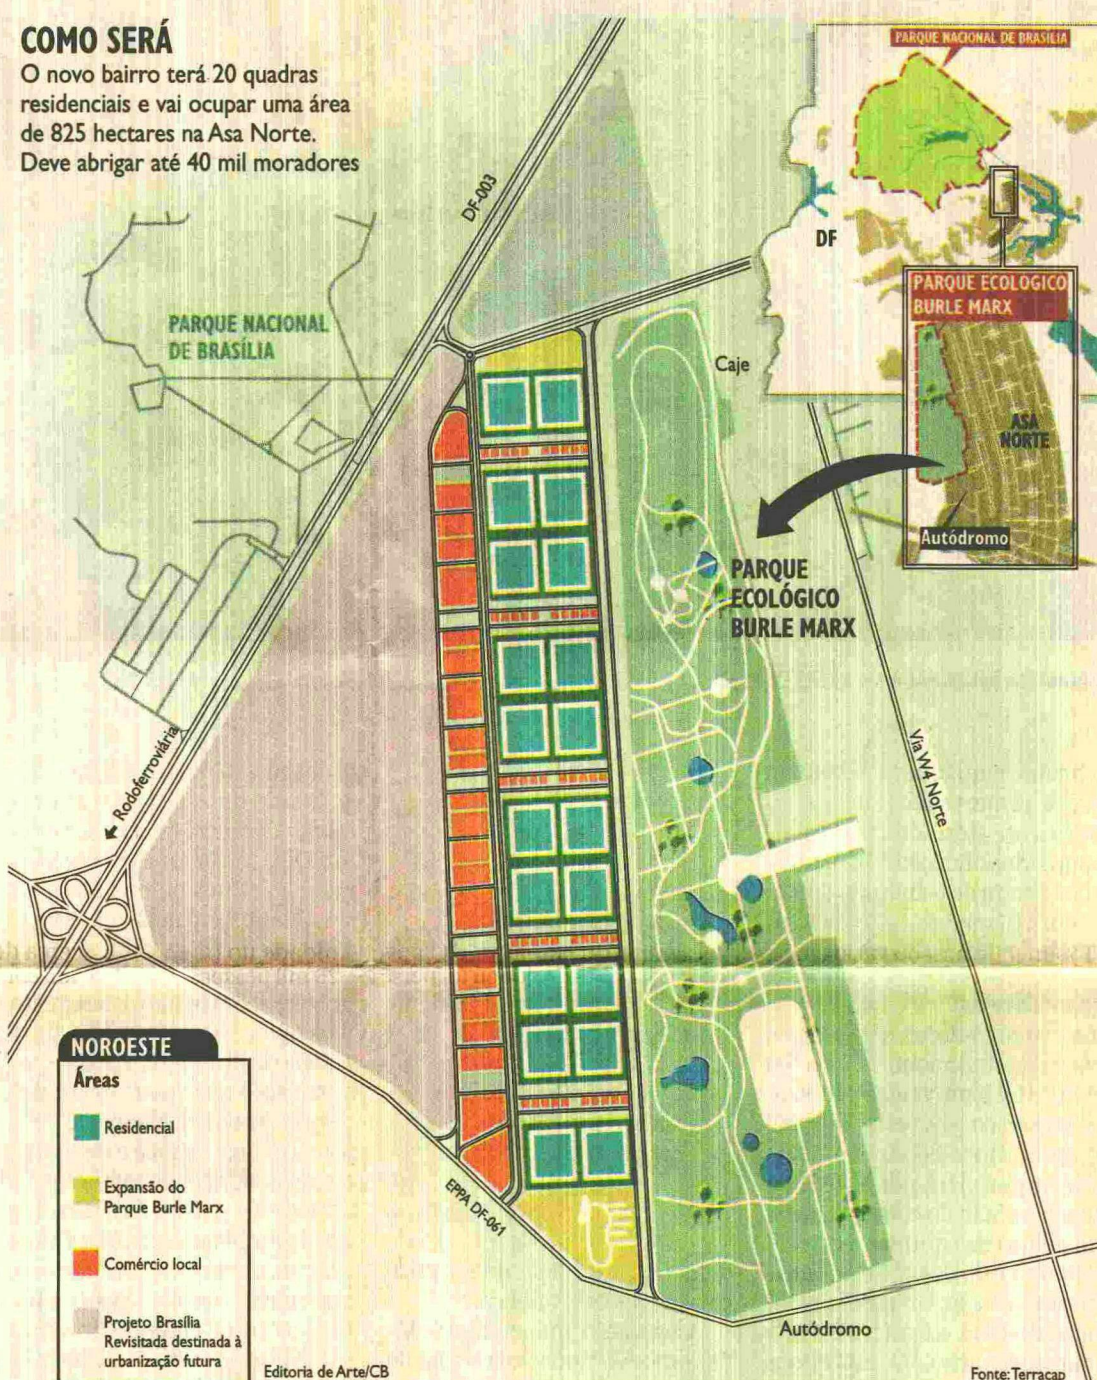 COMO SERÁ
O novo bairro terá 20 quadras
residenciais e vai ocupar uma área
de 825 hectares na Asa Norte.
Deve abrigar até 40 mil moradores
PARQUE NACIONAL DE BRASÍLIA
DF
PARQUE ECOLÓGICO
BURLE MARX
ASA
NORTE
Autódromo
DF-003
PARQUE NACIONAL
DE BRASÍLIA
Caje
PARQUE
ECOLÓGICO
BURLE MARX
Rodoferroviária
Via W4 Norte
EPPA DF-061
Autódromo
NOROESTE
Áreas
Residencial
Expansão do
Parque Burle Marx
Comércio local
Projeto Brasília
Revisitada destinada à
urbanização futura
Editoria de Arte/CB
Fonte: Terracap